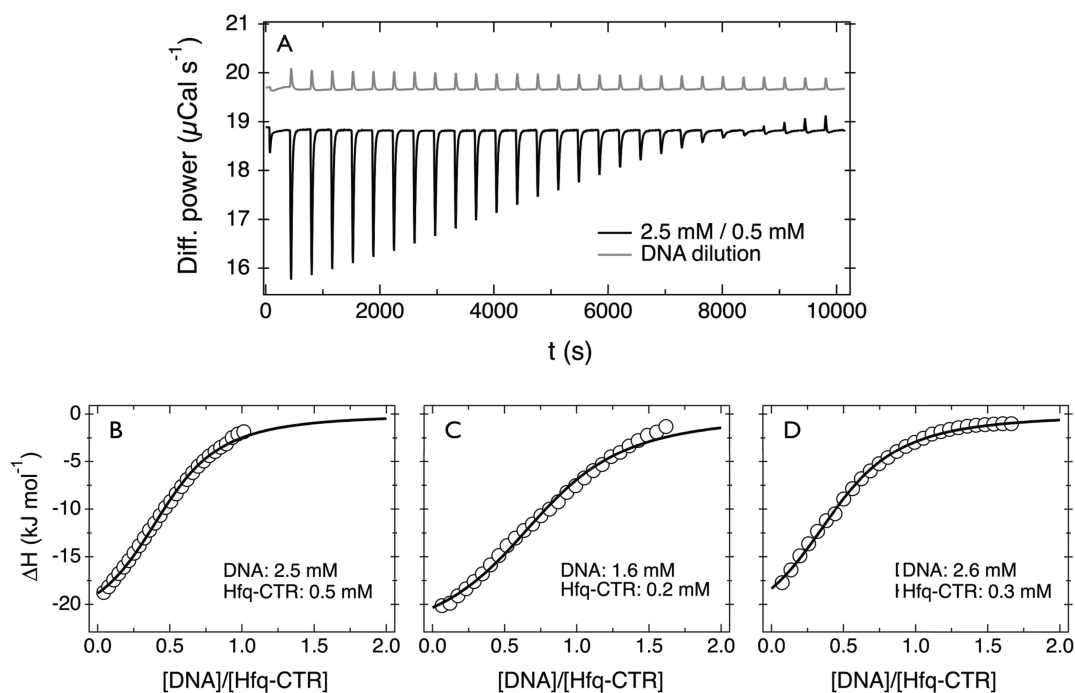 A
Diff. power (µCal s⁻¹)
21
20
19
18
17
16
2.5 mM / 0.5 mM
DNA dilution
0
2000
4000
6000
8000
10000
t (s)
ΔH (kJ mol⁻¹)
0
-5
-10
-15
-20
B
DNA: 2.5 mM
Hfq-CTR: 0.5 mM
0.0 0.5 1.0 1.5
[DNA]/[Hfq-CTR]
C
DNA: 1.6 mM
Hfq-CTR: 0.2 mM
0.0 0.5 1.0 1.5 2.0
[DNA]/[Hfq-CTR]
D
DNA: 2.6 mM
Hfq-CTR: 0.3 mM
0.0 0.5 1.0 1.5 2.0
[DNA]/[Hfq-CTR]